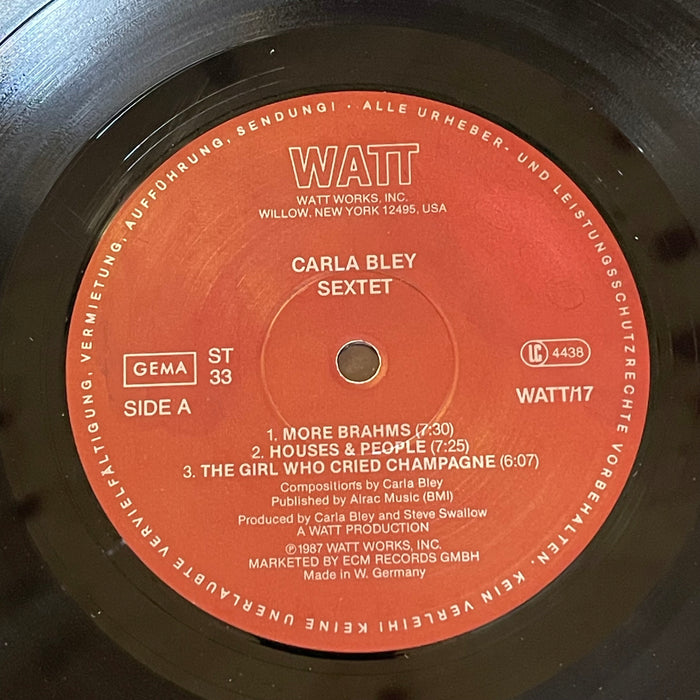 ALLE URHEBER- UND LEISTUNGSSCHUTZRECHTE VORBEHALTEN · KEIN VERLEIH! KEINE UNERLAUBTE VERVIELFÄLTIGUNG, VERMIETUNG, AUFFÜHRUNG, SENDUNG! ·
WATT
WATT WORKS, INC.
WILLOW, NEW YORK 12495, USA
CARLA BLEY
SEXTET
GEMA
ST
33
LC 4438
SIDE A
WATT/17
1. MORE BRAHMS (7:30)
2. HOUSES & PEOPLE (7:25)
3. THE GIRL WHO CRIED CHAMPAGNE (6:07)
Compositions by Carla Bley
Published by Alrac Music (BMI)
Produced by Carla Bley and Steve Swallow
A WATT PRODUCTION
℗1987 WATT WORKS, INC.
MARKETED BY ECM RECORDS GMBH
Made in W. Germany